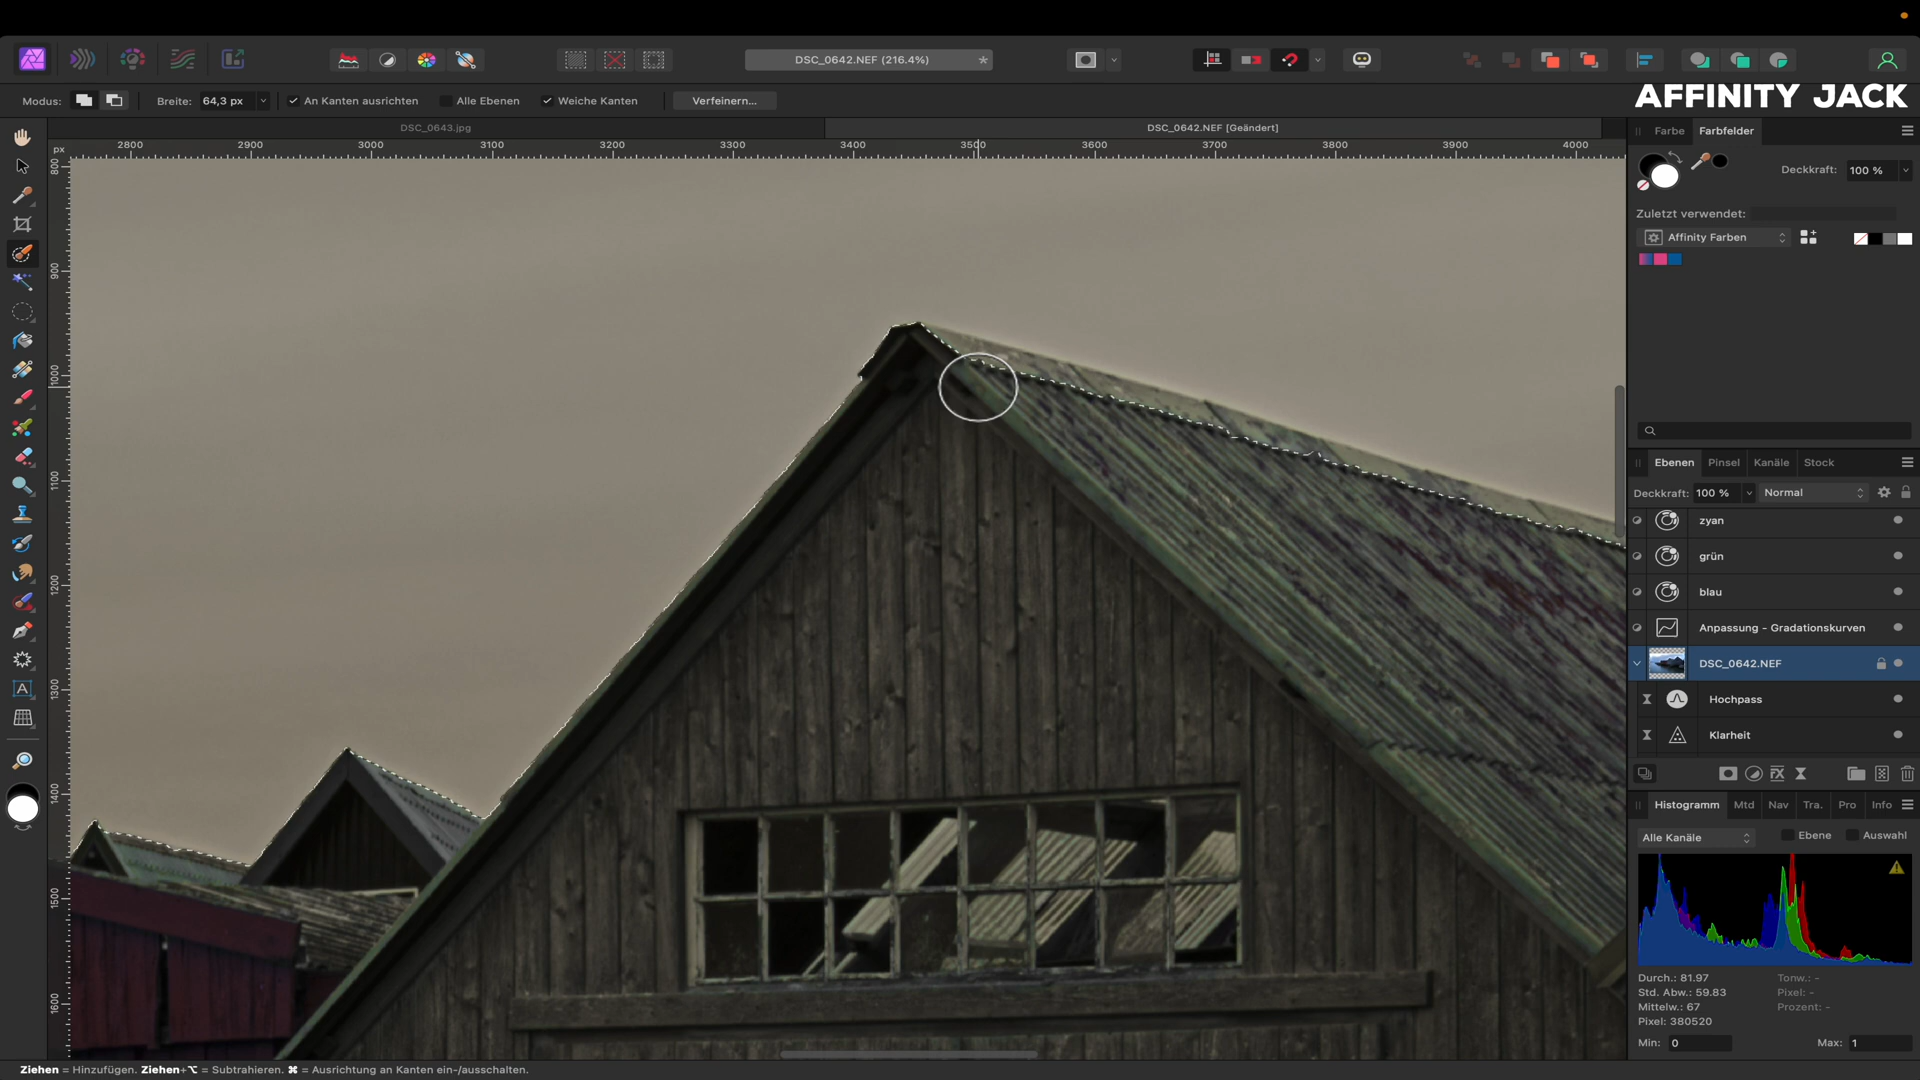 DSC_0642.NEF (216.4%)
*
Modus:
Breite: 64,3 px
An Kanten ausrichten
Alle Ebenen
Weiche Kanten
Verfeinern...
AFFINITY JACK
DSC_0643.jpg
DSC_0642.NEF [Geändert]
px
2800 2900 3000 3100 3200 3300 3400 3500 3600 3700 3800 3900 4000
800
900
1000
1100
1200
1300
1400
1500
1600
Farbe Farbfelder
Deckkraft: 100 %
Zuletzt verwendet:
Affinity Farben
Ebenen Pinsel Kanäle Stock
Deckkraft: 100 % Normal
zyan
grün
blau
Anpassung - Gradationskurven
DSC_0642.NEF
Hochpass
Klarheit
Histogramm Mtd Nav Tra. Pro Info
Alle Kanäle Ebene Auswahl
Durch.: 81.97 Tonw.: -
Std. Abw.: 59.83 Pixel: -
Mittelw.: 67 Prozent.: -
Pixel: 380520
Min: 0 Max: 1
Ziehen = Hinzufügen. Ziehen+⌥ = Subtrahieren. ⌘ = Ausrichtung an Kanten ein-/ausschalten.